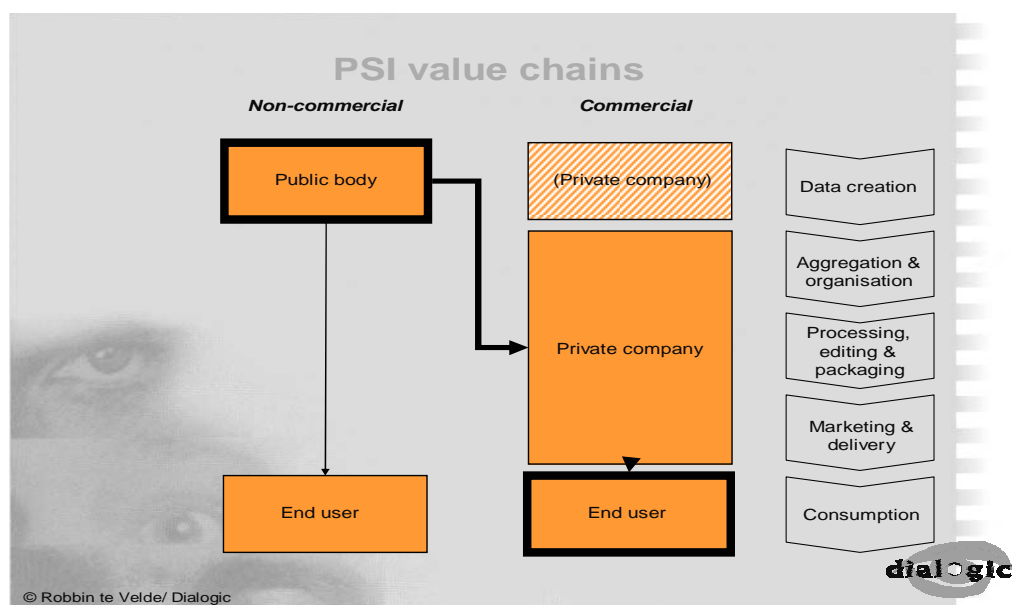 PSI value chains
Non-commercial
Commercial
Public body
(Private company)
Data creation
Aggregation &
organisation
Private company
Processing,
editing &
packaging
Marketing &
delivery
End user
End user
Consumption
dialogic
© Robbin te Velde/ Dialogic